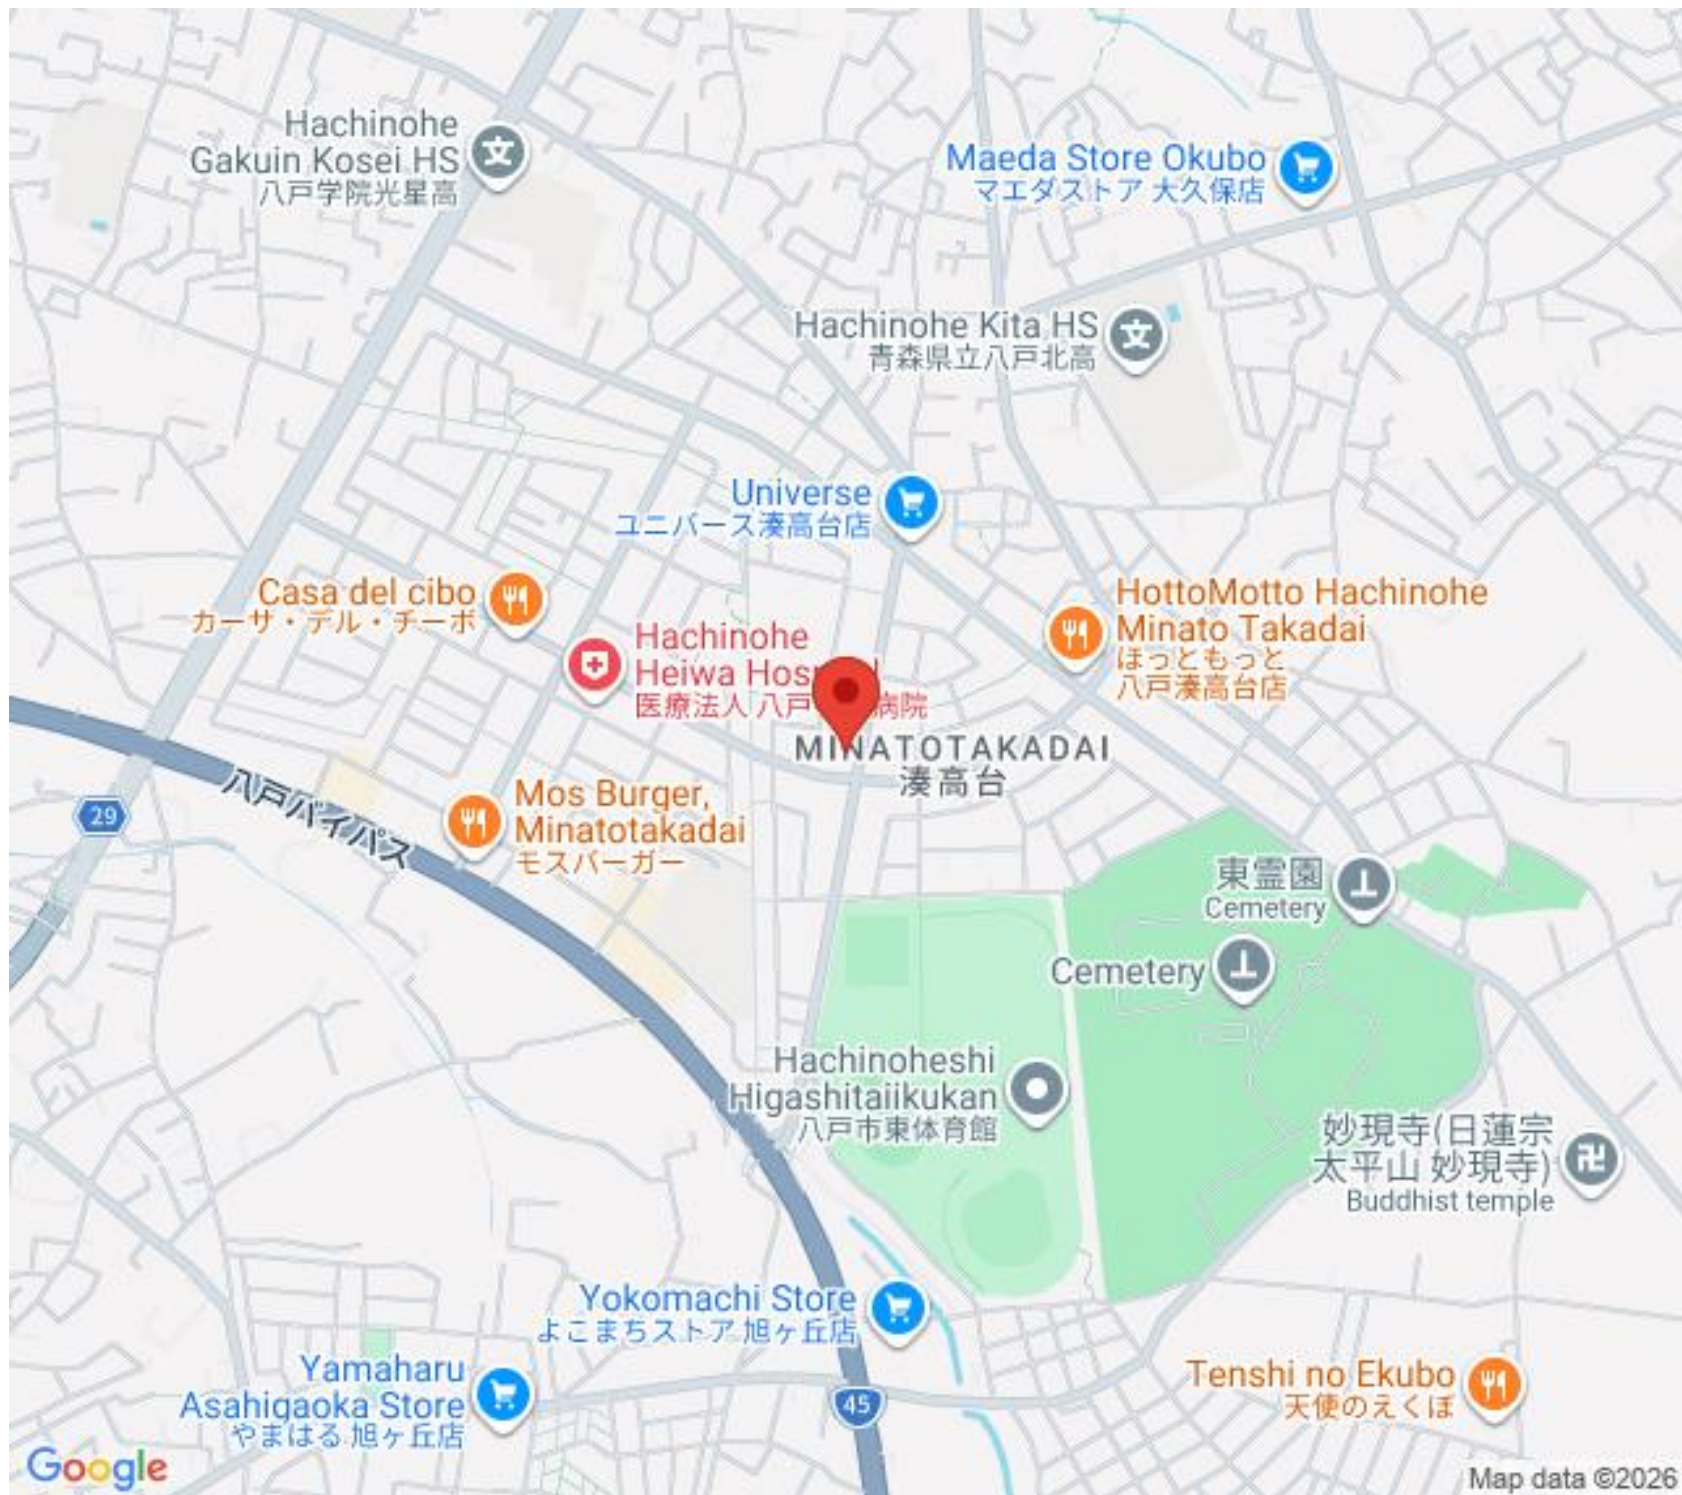 Hachinohe
Gakuin Kosei HS
八戸学院光星高
Maeda Store Okubo
マエダストア 大久保店
Hachinohe Kita HS
青森県立八戸北高
Universe
ユニバース湊高台店
Casa del cibo
カーサ・デル・チーボ
HottoMotto Hachinohe
Minato Takadai
ほっともっと
八戸湊高台店
Hachinohe
Heiwa Hos
医療法人 八戸 病院
MINATOTAKADAI
湊高台
八戸バイパス
29
Mos Burger,
Minatotakadai
モスバーガー
東霊園
Cemetery
Cemetery
Hachinoheshi
Higashitaiikukan
八戸市東体育館
妙現寺(日蓮宗
太平山 妙現寺)
Buddhist temple
Yokomachi Store
よこまちストア 旭ヶ丘店
Yamaharu
Asahigaoka Store
やまはる 旭ヶ丘店
45
Tenshi no Ekubo
天使のえくぼ
Google
Map data ©2026